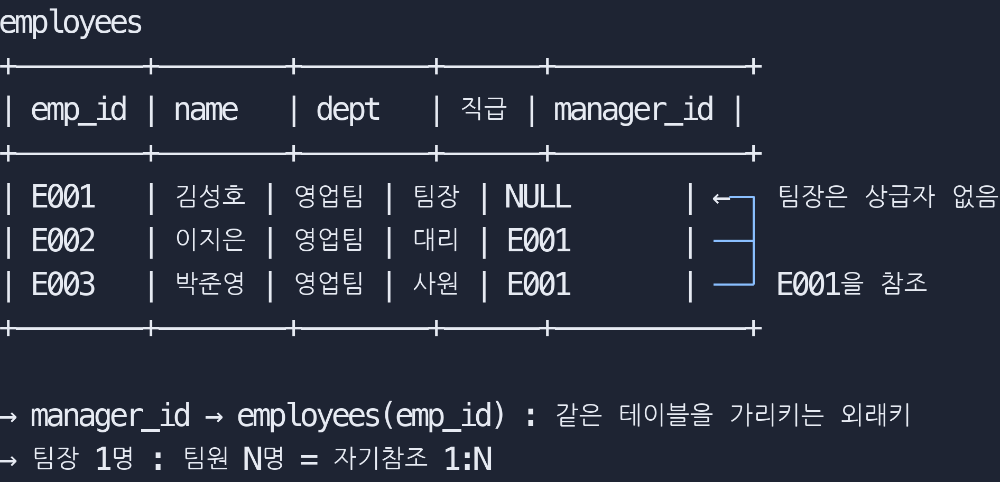 employees
+────────+────────+────────+──────+────────────+
| emp_id | name   | dept   | 직급 | manager_id |
+────────+────────+────────+──────+────────────+
| E001   | 김성호 | 영업팀 | 팀장 | NULL       | ←─┐ 팀장은 상급자 없음
| E002   | 이지은 | 영업팀 | 대리 | E001       | ──┤
| E003   | 박준영 | 영업팀 | 사원 | E001       | ──┘ E001을 참조
+────────+────────+────────+──────+────────────+
→ manager_id → employees(emp_id) : 같은 테이블을 가리키는 외래키
→ 팀장 1명 : 팀원 N명 = 자기참조 1:N